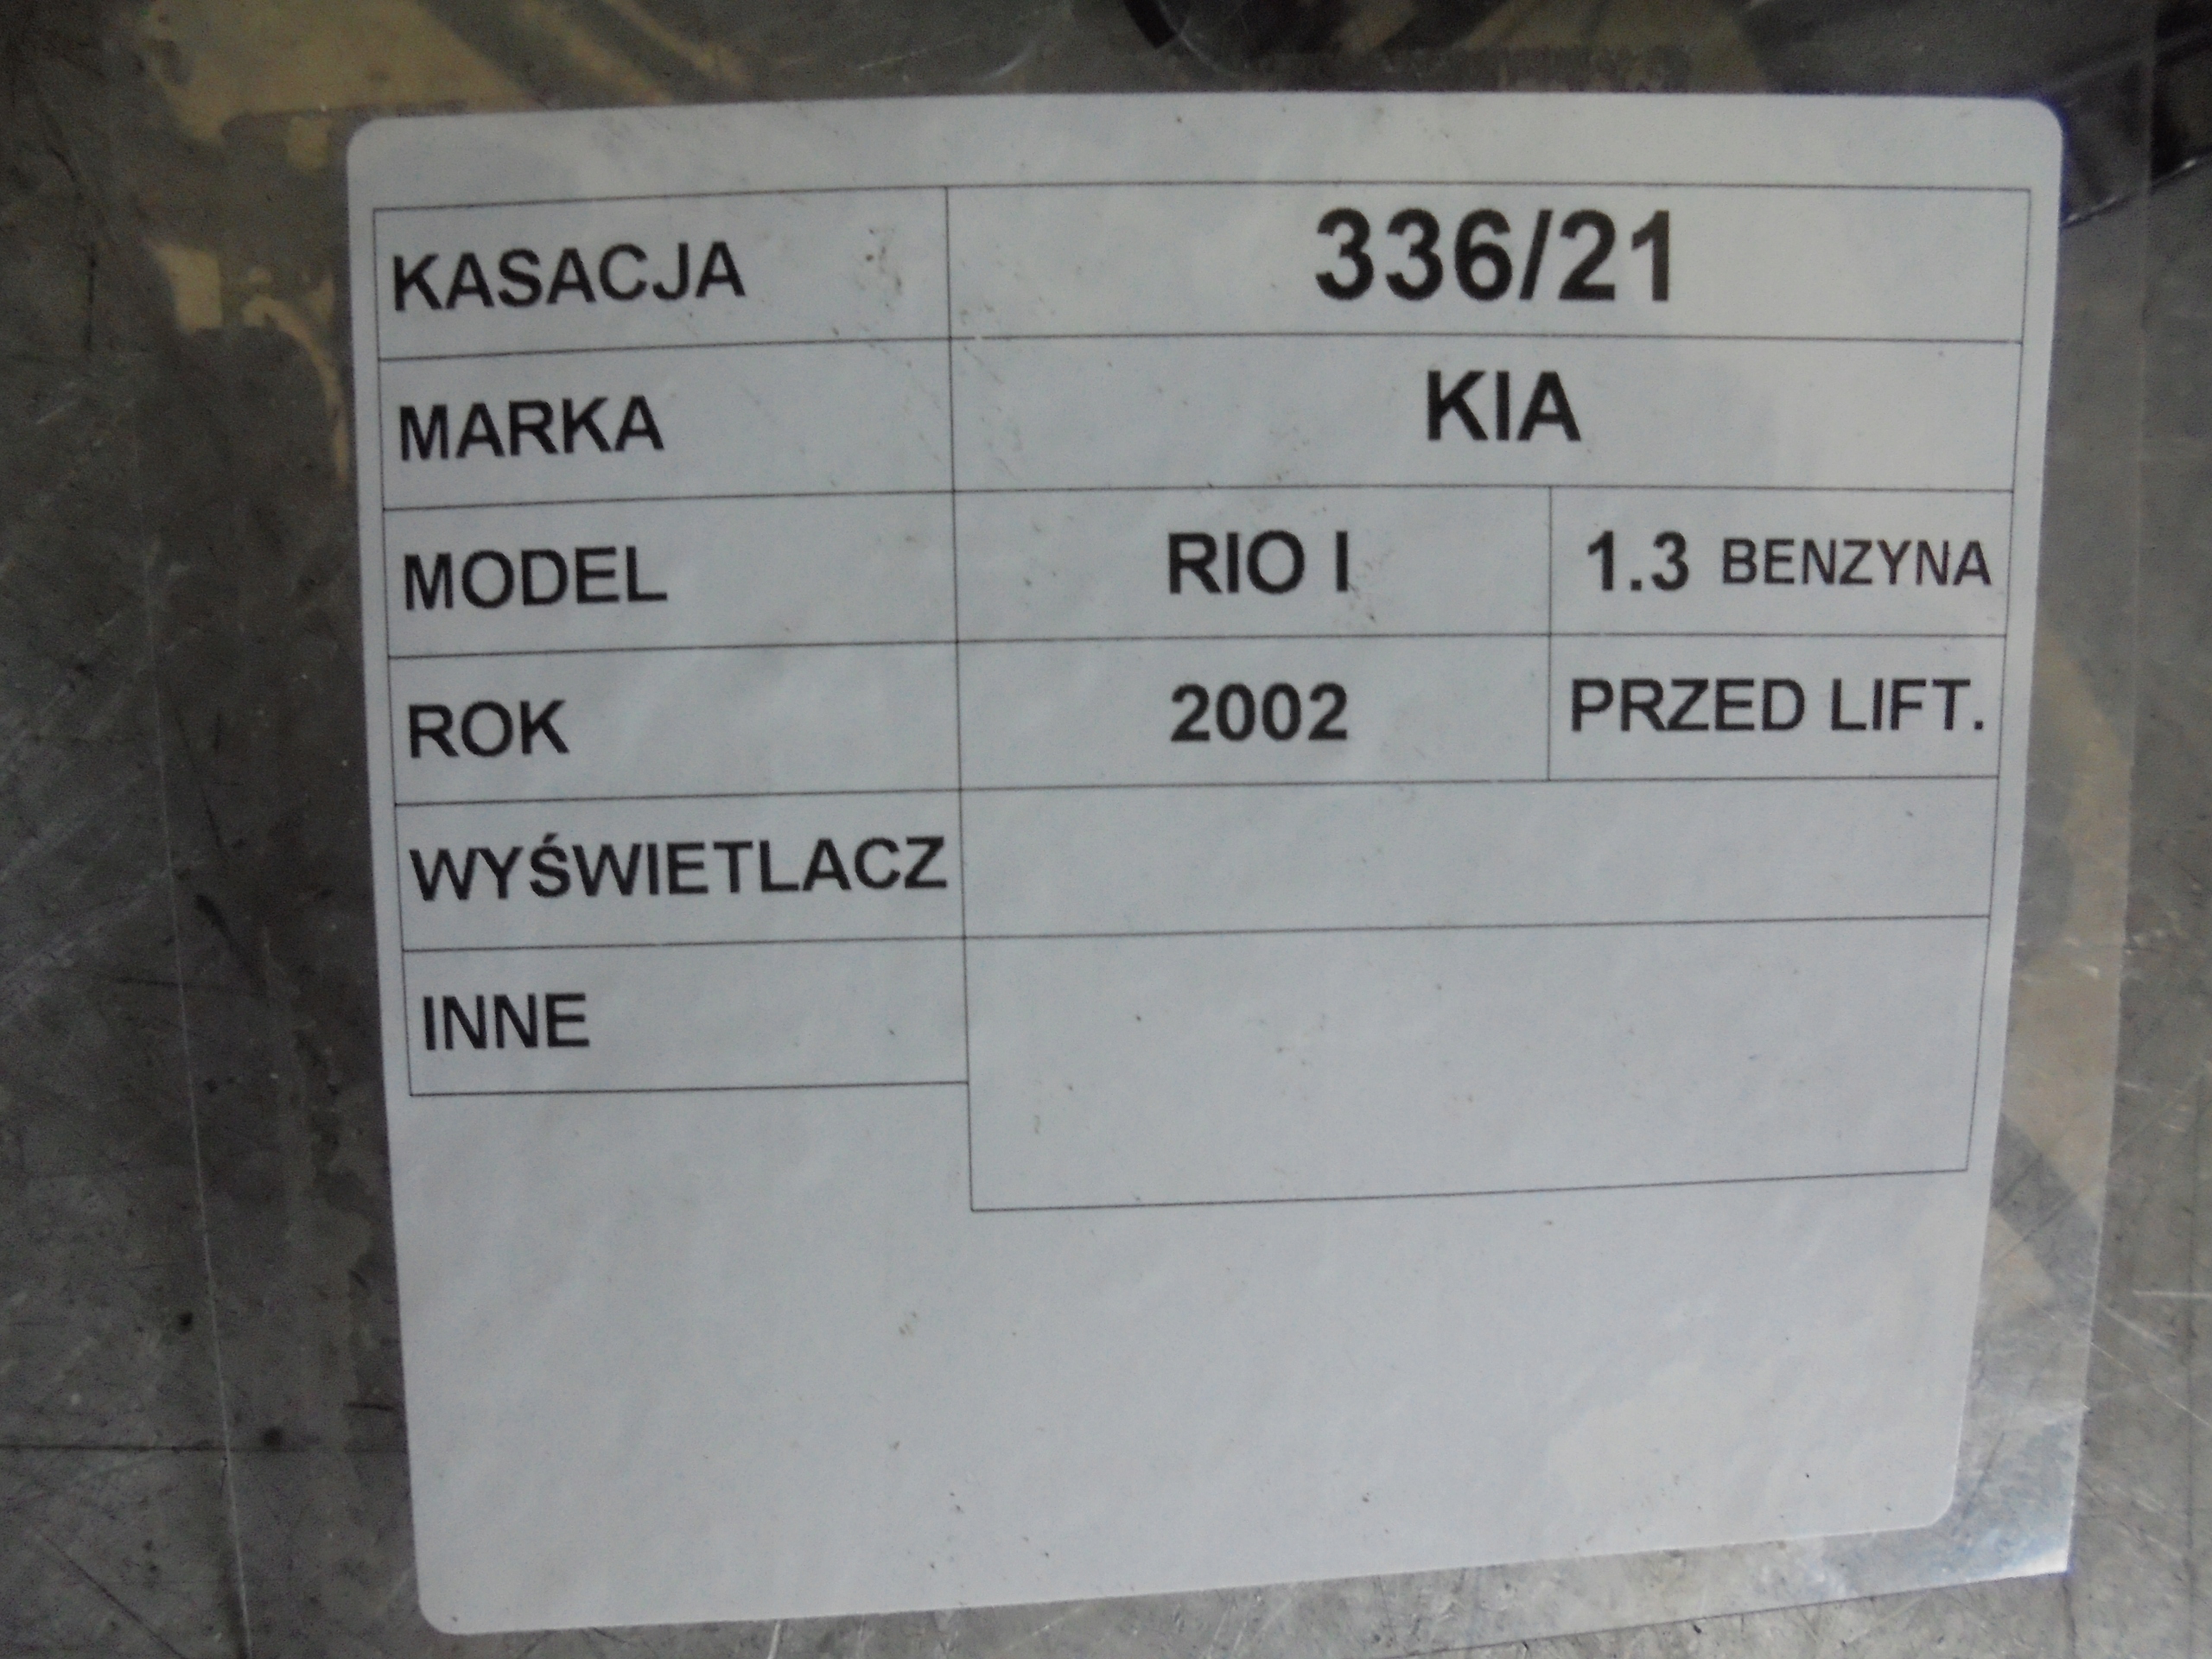 KASACJA 336/21
MARKA KIA
MODEL RIO I 1.3 BENZYNA
ROK 2002 PRZED LIFT.
WYŚWIETLACZ
INNE